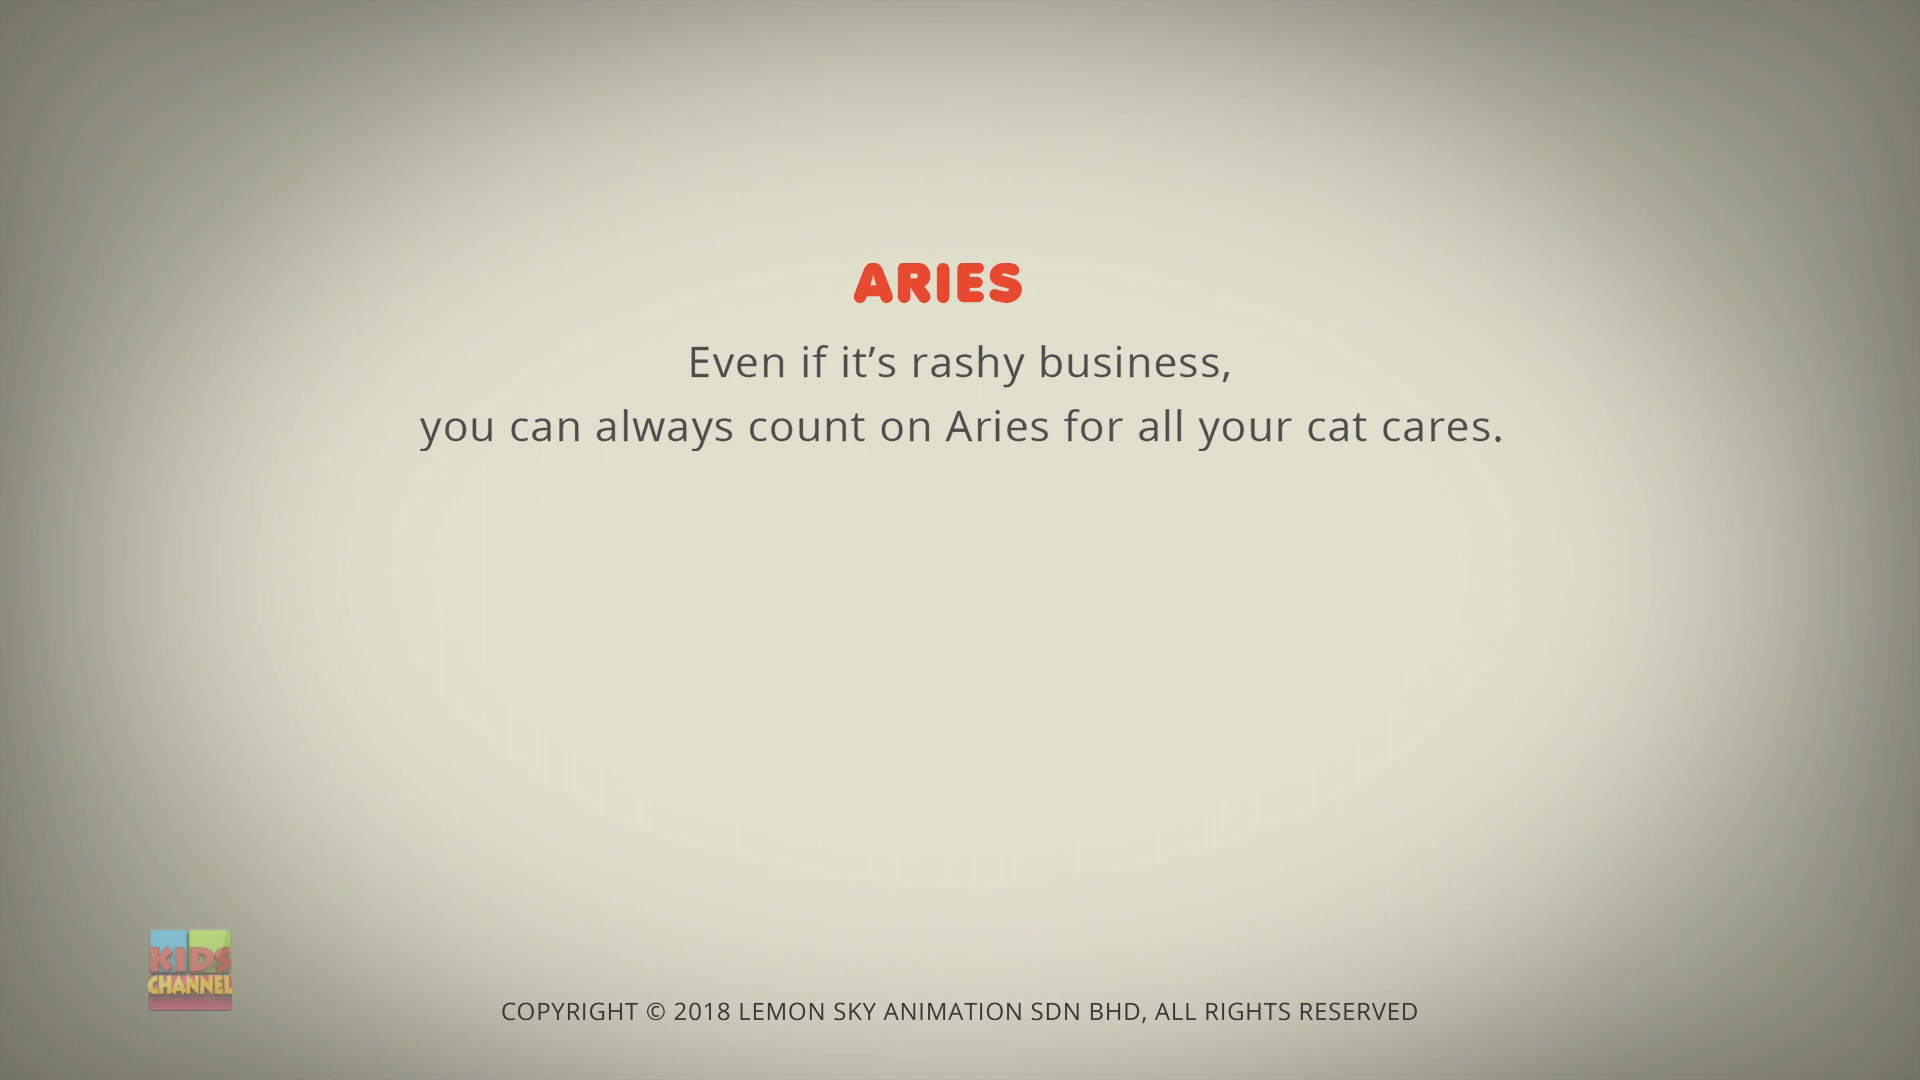 ARIES
Even if it’s rashy business,
you can always count on Aries for all your cat cares.
KIDS
CHANNEL
COPYRIGHT © 2018 LEMON SKY ANIMATION SDN BHD, ALL RIGHTS RESERVED